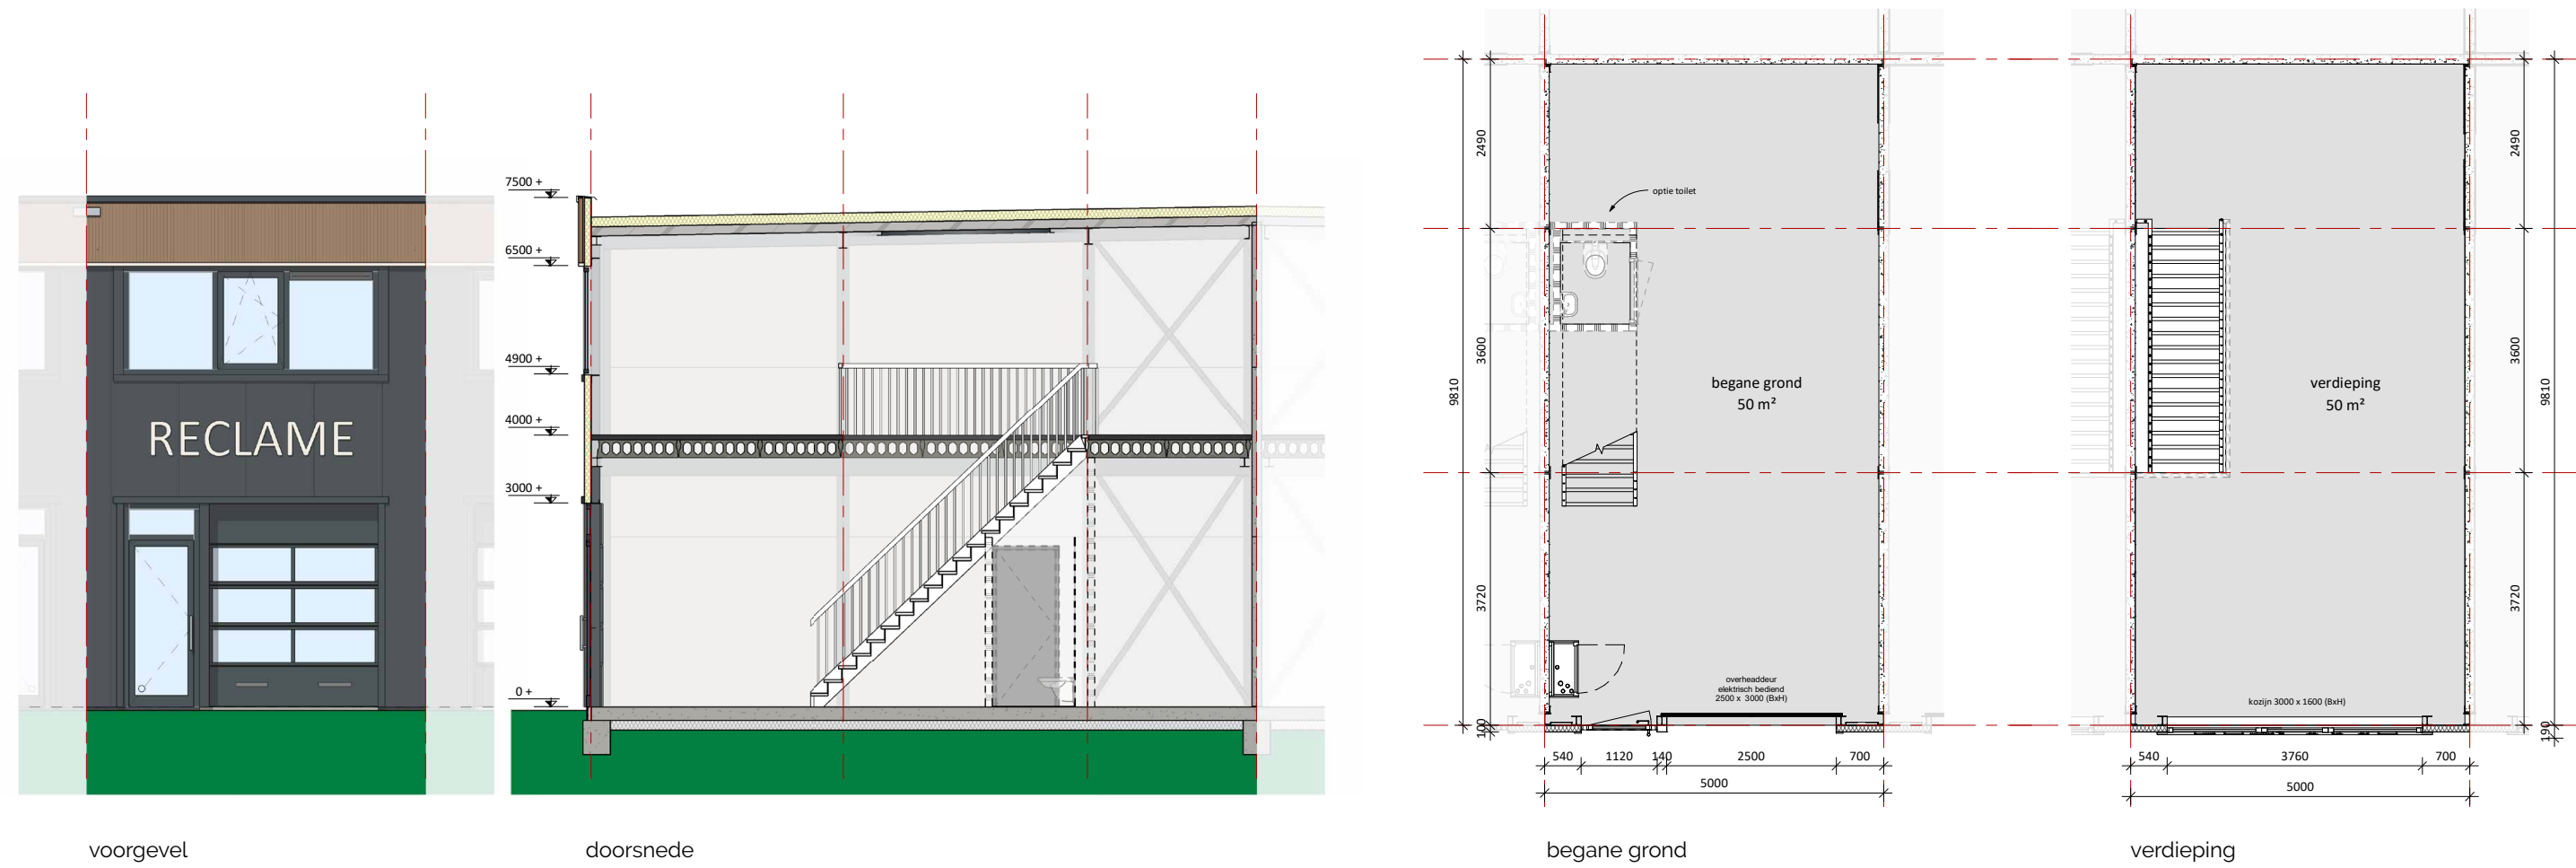 RECLAME
voorgevel
7500 +
6500 +
4900 +
4000 +
3000 +
0 +
doorsnede
9810
2490
3600
3720
optie toilet
begane grond
50 m²
overheaddeur
elektrisch bediend
2500 x 3000 (BxH)
540
1120
140
2500
700
5000
begane grond
verdieping
50 m²
kozijn 3000 x 1600 (BxH)
2490
3600
3720
9810
190
540
3760
700
5000
verdieping